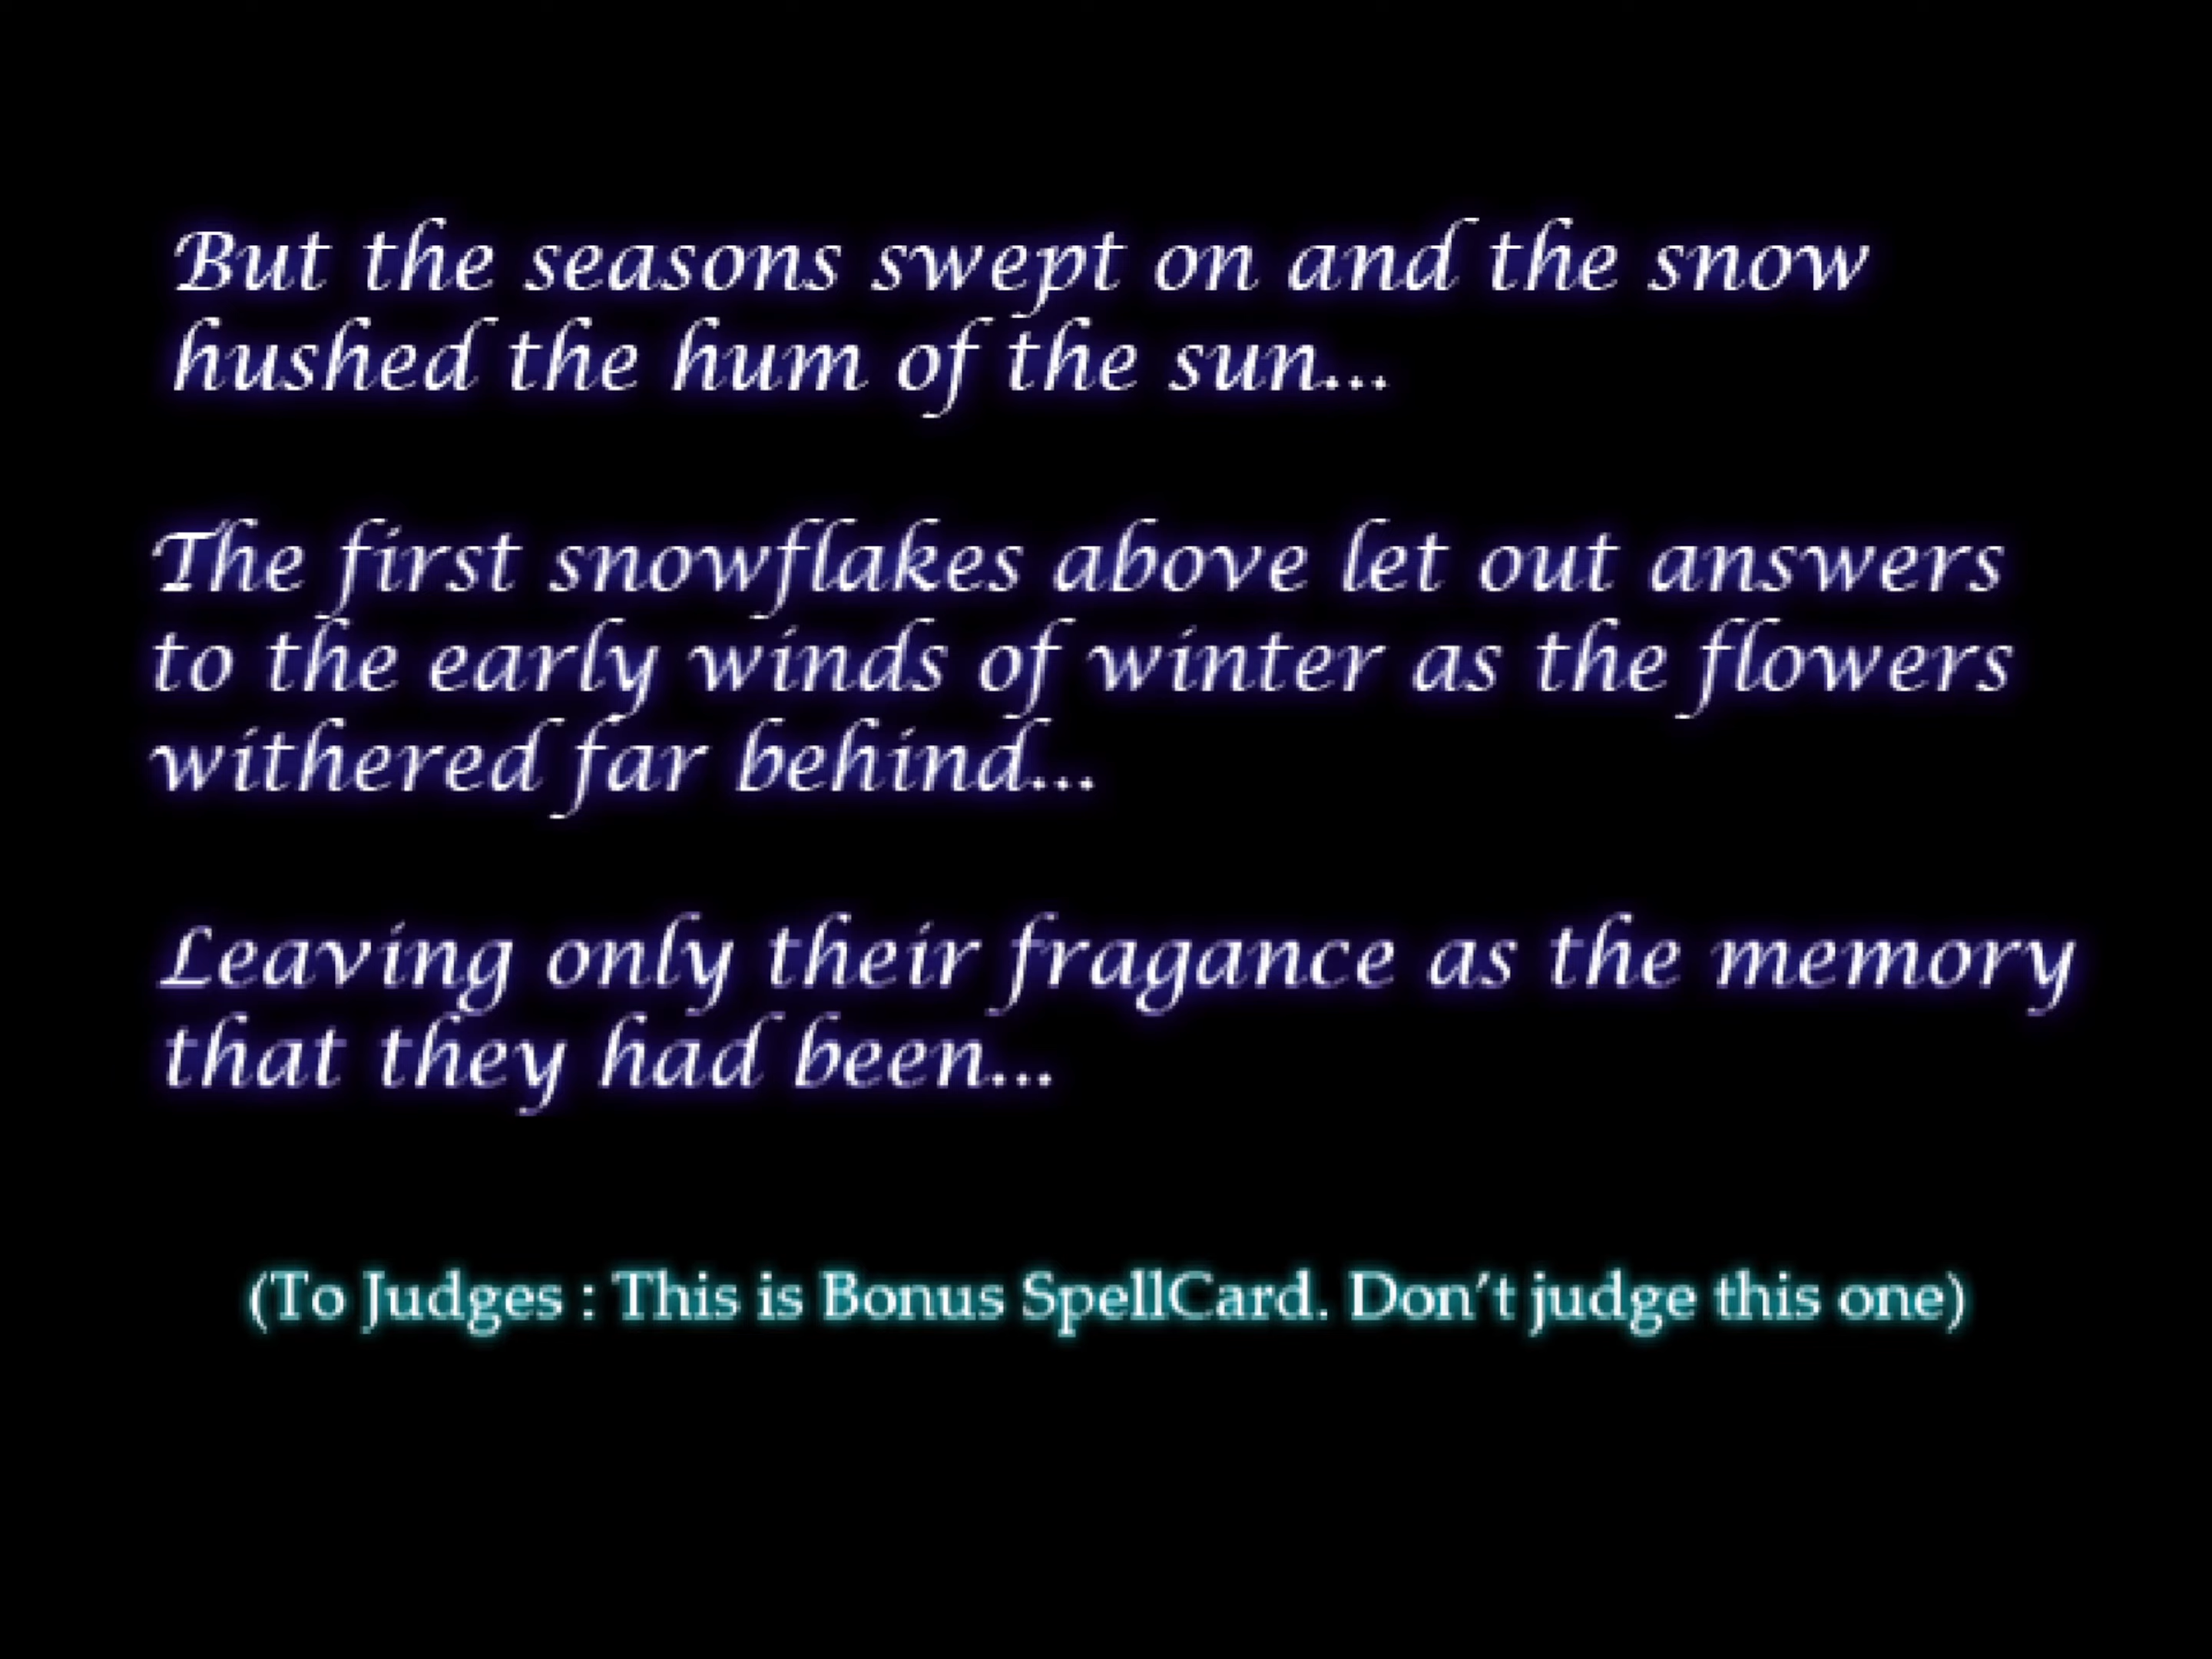 But the seasons swept on and the snow
hushed the hum of the sun...
The first snowflakes above let out answers
to the early winds of winter as the flowers
withered far behind...
Leaving only their fragance as the memory
that they had been...
(To Judges : This is Bonus SpellCard. Don't judge this one)